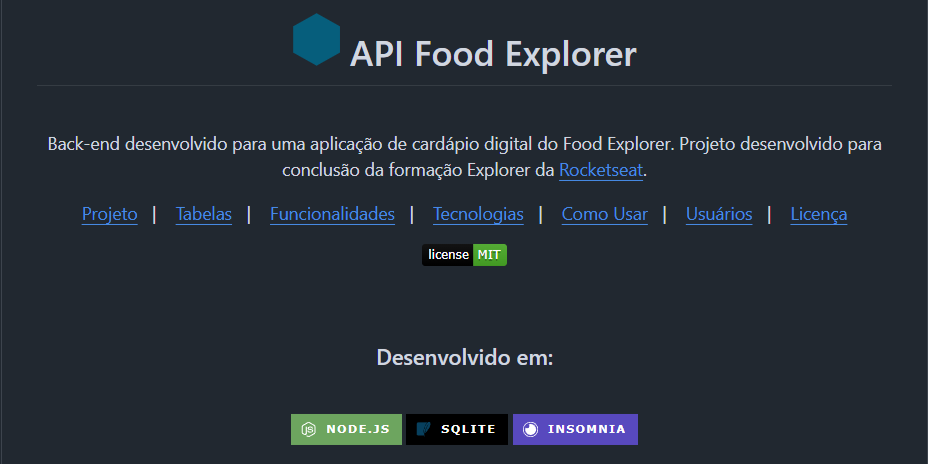 API Food Explorer
Back-end desenvolvido para uma aplicação de cardápio digital do Food Explorer. Projeto desenvolvido para
conclusão da formação Explorer da Rocketseat.
Projeto | Tabelas | Funcionalidades | Tecnologias | Como Usar | Usuários | Licença
license MIT
Desenvolvido em:
NODE.JS SQLITE INSOMNIA